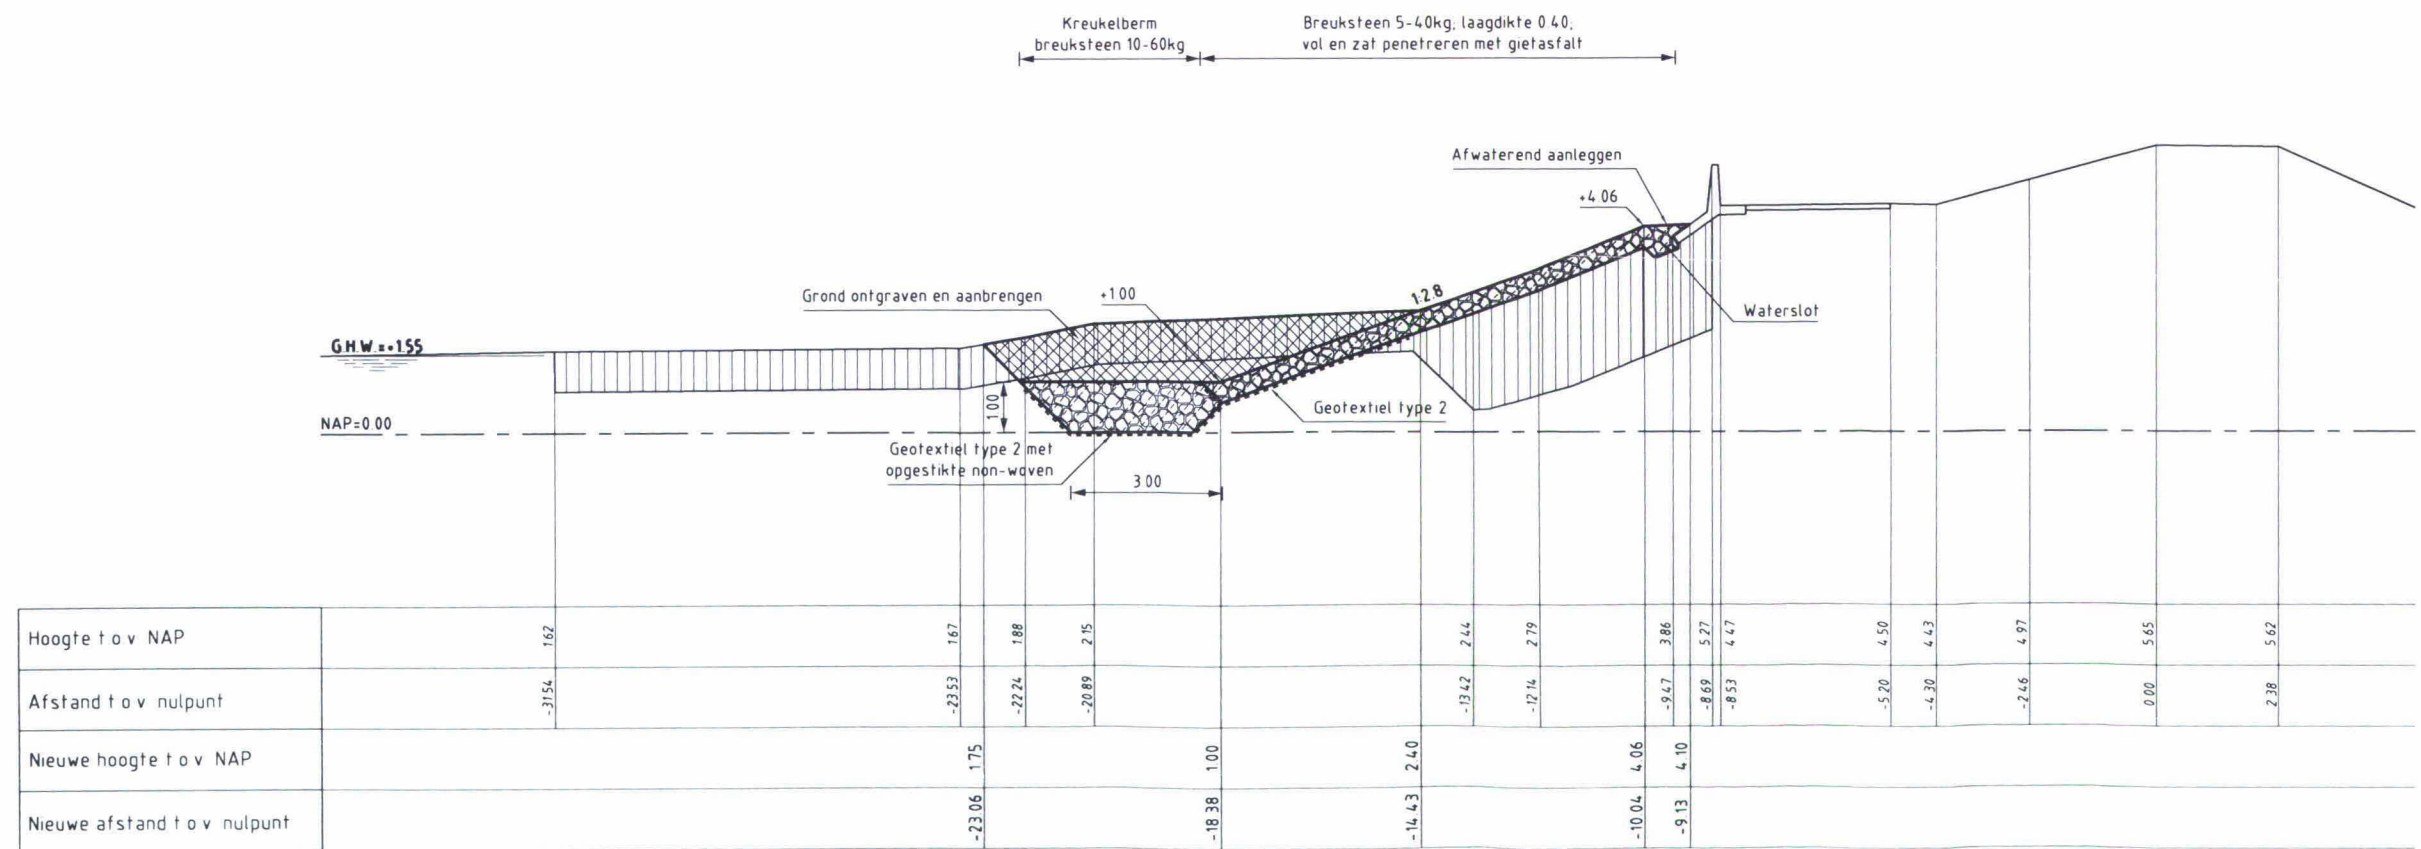 Kreukelberm
breuksteen 10-60kg
Breuksteen 5-40kg; laagdikte 0.40;
vol en zat penetreren met gietasfalt
Afwaterend aanleggen
+4.06
Grond ontgraven en aanbrengen
+1.00
1:2.8
Waterslot
G.H.W.=+1.55
NAP=0.00
1.00
Geotextiel type 2
Geotextiel type 2 met
opgestikte non-woven
3.00
Hoogte t o v NAP 1.62 1.67 1.88 2.15 2.44 2.79 3.86 5.27 4.47 4.50 4.43 4.97 5.65 5.62
Afstand t o v nulpunt -31.54 -23.53 -22.24 -20.89 -13.42 -12.14 -9.47 -8.69 -8.53 -5.20 -4.30 -2.46 0.00 2.38
Nieuwe hoogte t o v NAP 1.75 1.00 2.40 4.06 4.10
Nieuwe afstand t o v nulpunt -23.06 -18.38 -14.43 -10.04 -9.13